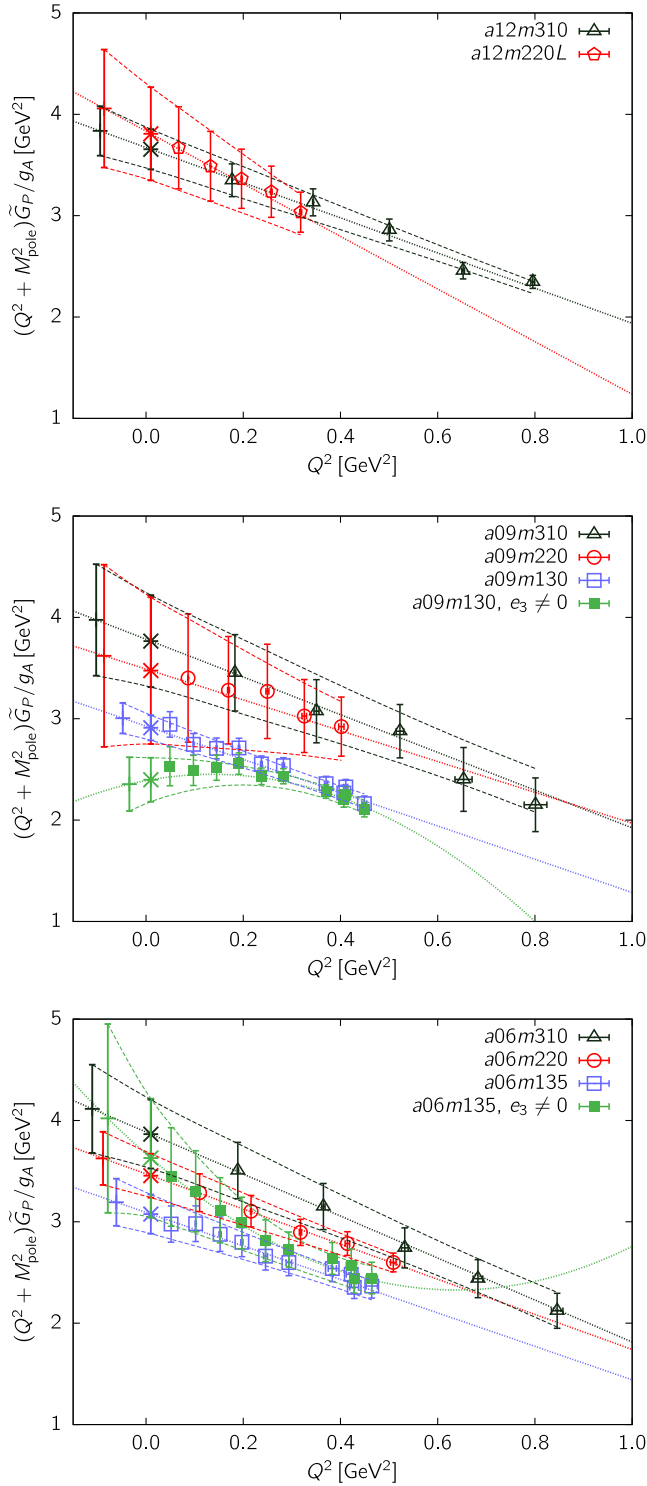 a12m310
a12m220L
5
4
3
2
1
(Q² + M²pole)G̃P/gA [GeV²]
0.0 0.2 0.4 0.6 0.8 1.0
Q² [GeV²]
a09m310
a09m220
a09m130
a09m130, e₃ ≠ 0
5
4
3
2
1
(Q² + M²pole)G̃P/gA [GeV²]
0.0 0.2 0.4 0.6 0.8 1.0
Q² [GeV²]
a06m310
a06m220
a06m135
a06m135, e₃ ≠ 0
5
4
3
2
1
(Q² + M²pole)G̃P/gA [GeV²]
0.0 0.2 0.4 0.6 0.8 1.0
Q² [GeV²]